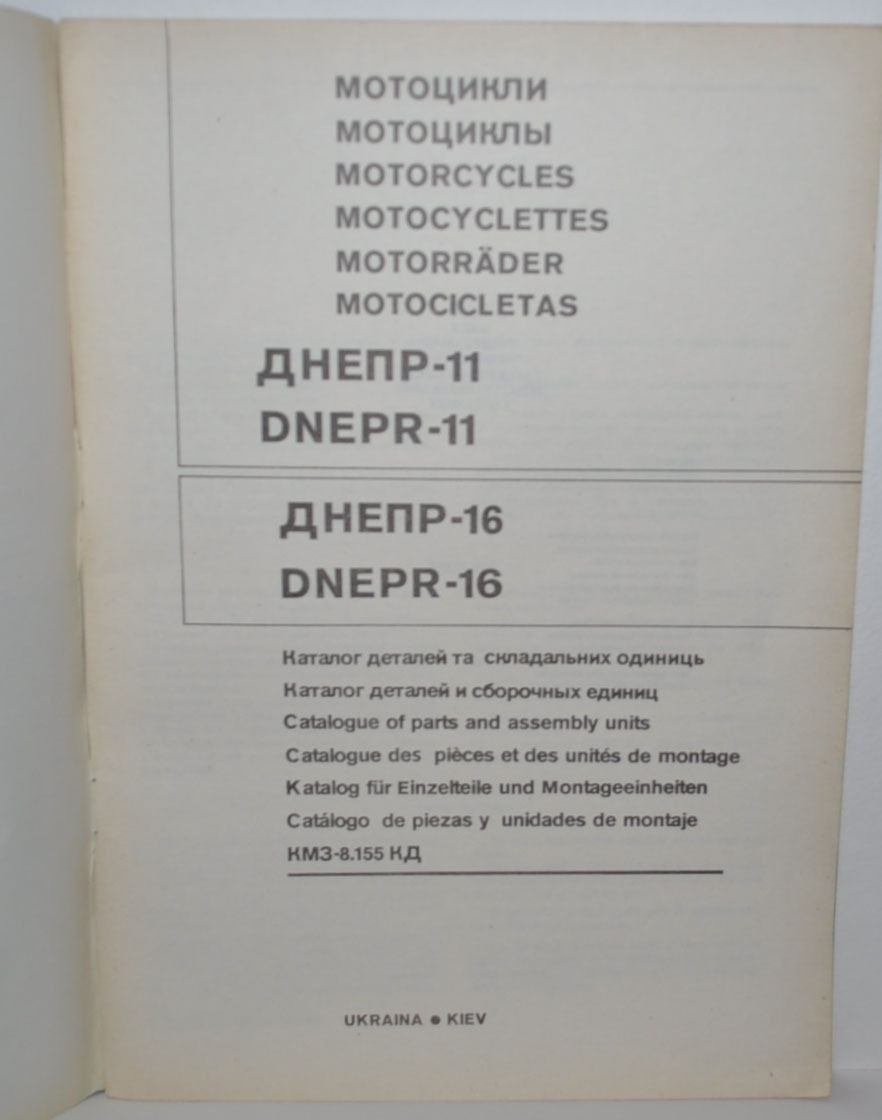 МОТОЦИКЛИ
МОТОЦИКЛЫ
MOTORCYCLES
MOTOCYCLETTES
MOTORRÄDER
MOTOCICLETAS
ДНЕПР-11
DNEPR-11
ДНЕПР-16
DNEPR-16
Каталог деталей та складальних одиниць
Каталог деталей и сборочных единиц
Catalogue of parts and assembly units
Catalogue des pièces et des unités de montage
Katalog für Einzelteile und Montageeinheiten
Catálogo de piezas y unidades de montaje
КМЗ-8.155 КД
UKRAINA ● KIEV